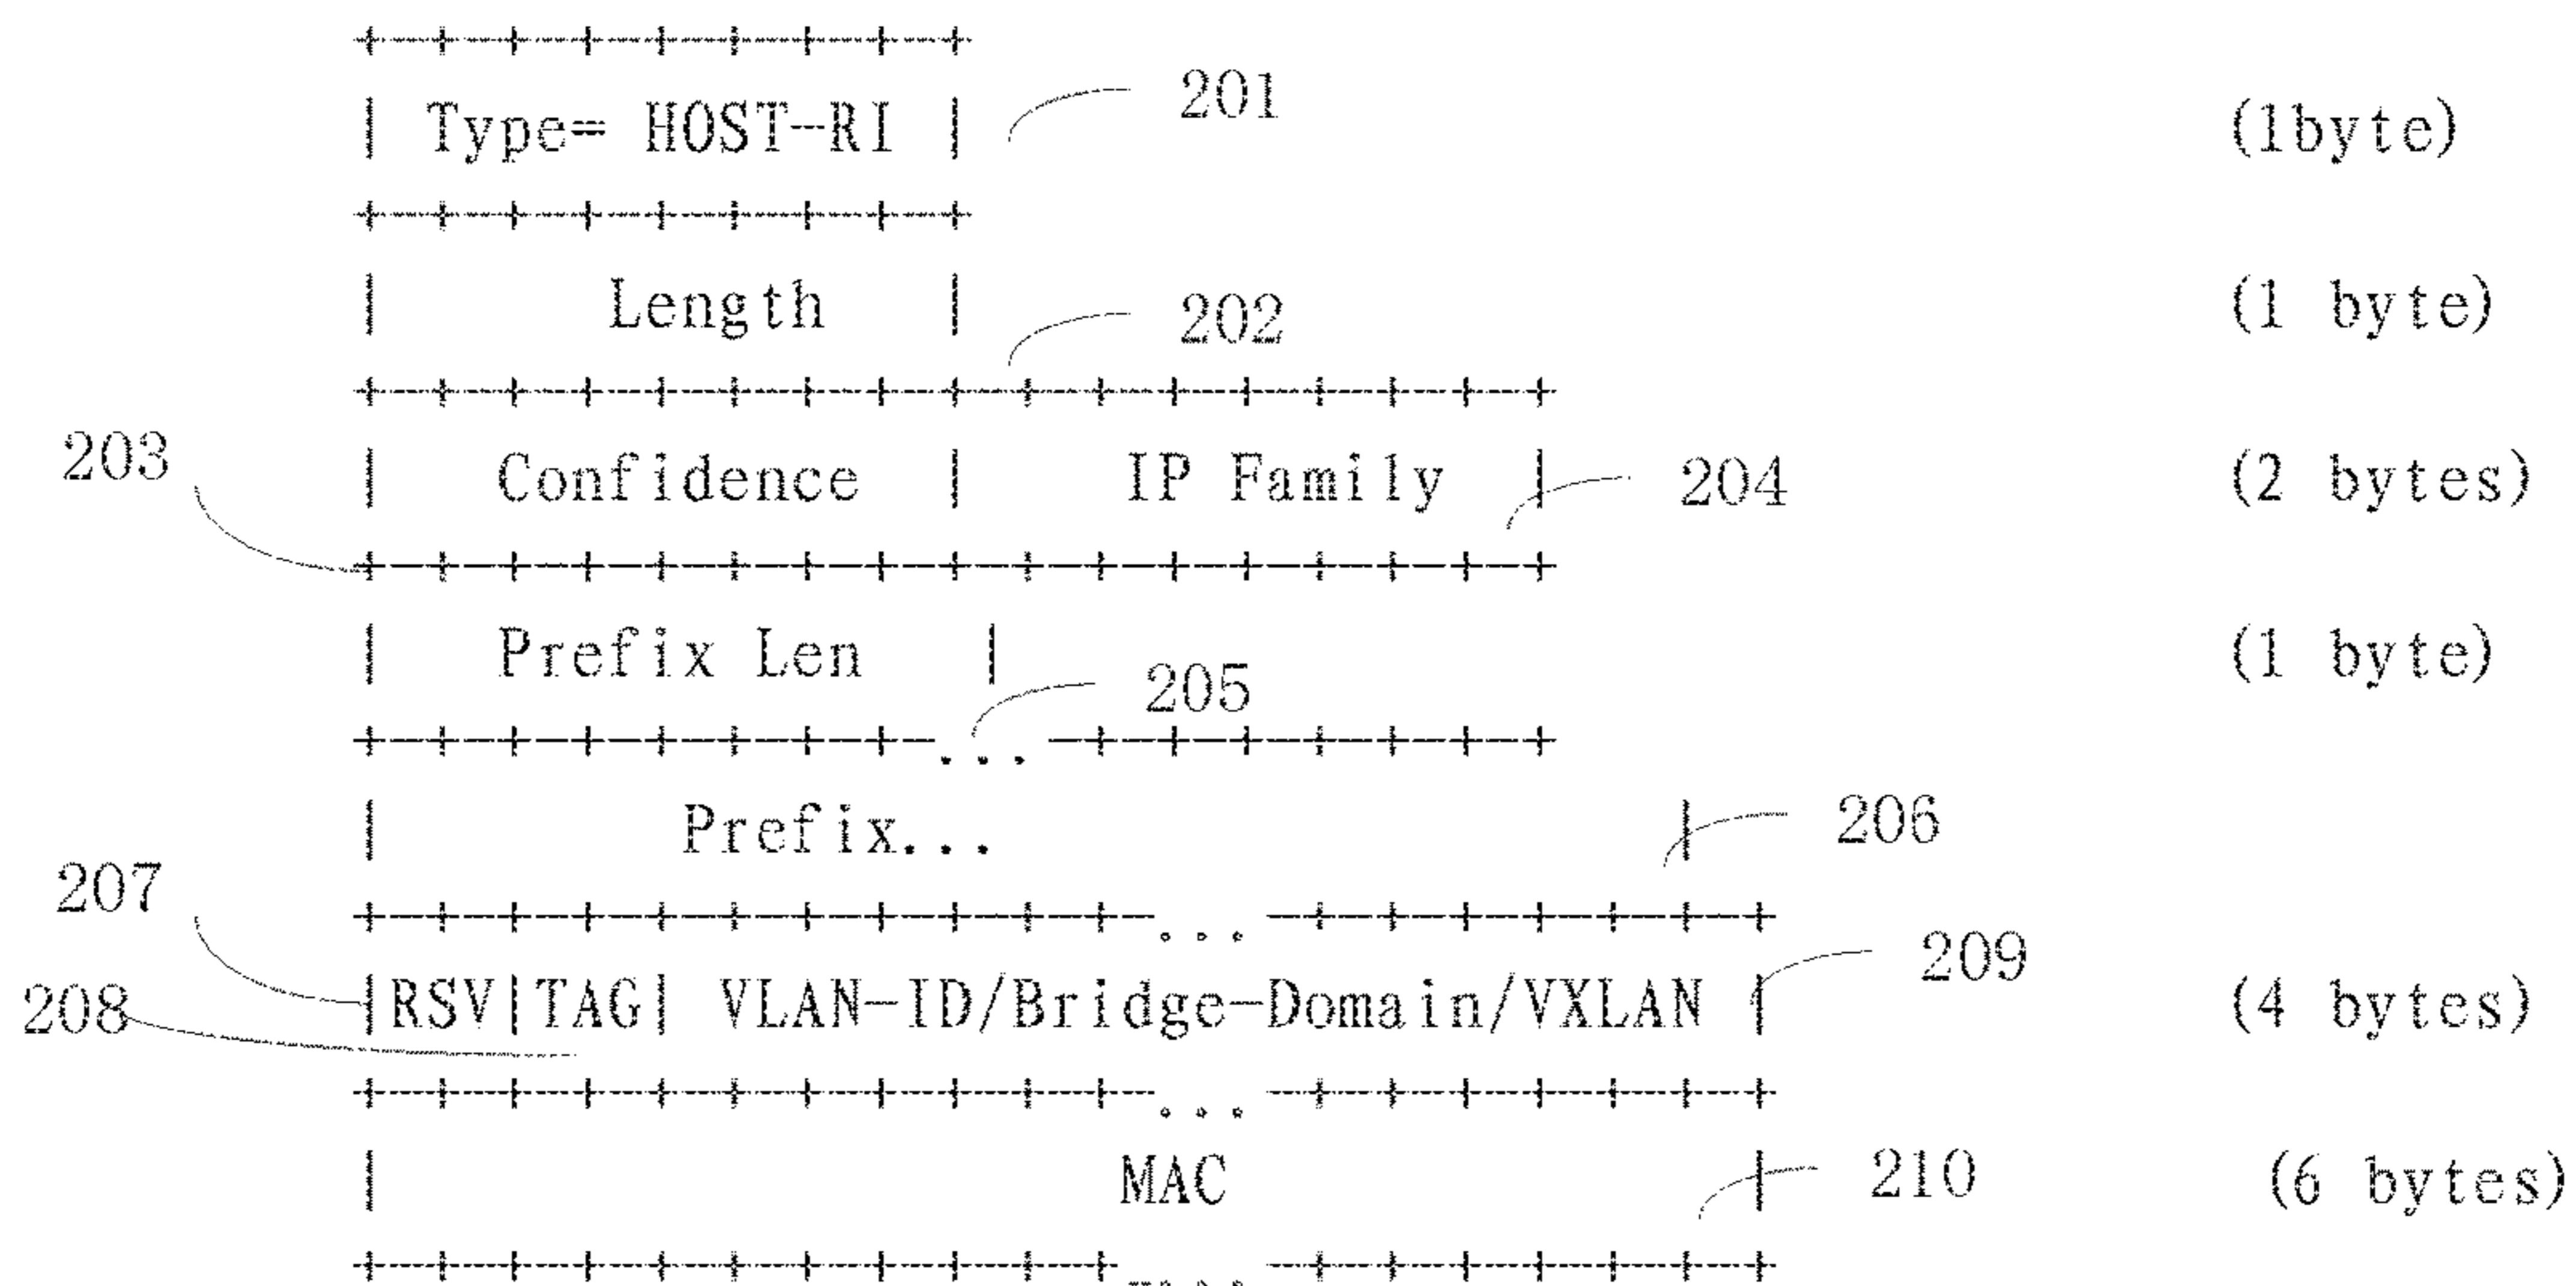 | Type= HOST-RI | 201 (1byte)
| Length | 202 (1 byte)
203 | Confidence | IP Family | 204 (2 bytes)
| Prefix Len | 205 (1 byte)
...
| Prefix... | 206
207 ...
|RSV|TAG| VLAN-ID/Bridge-Domain/VXLAN | 209 (4 bytes)
208
...
| MAC | 210 (6 bytes)
...